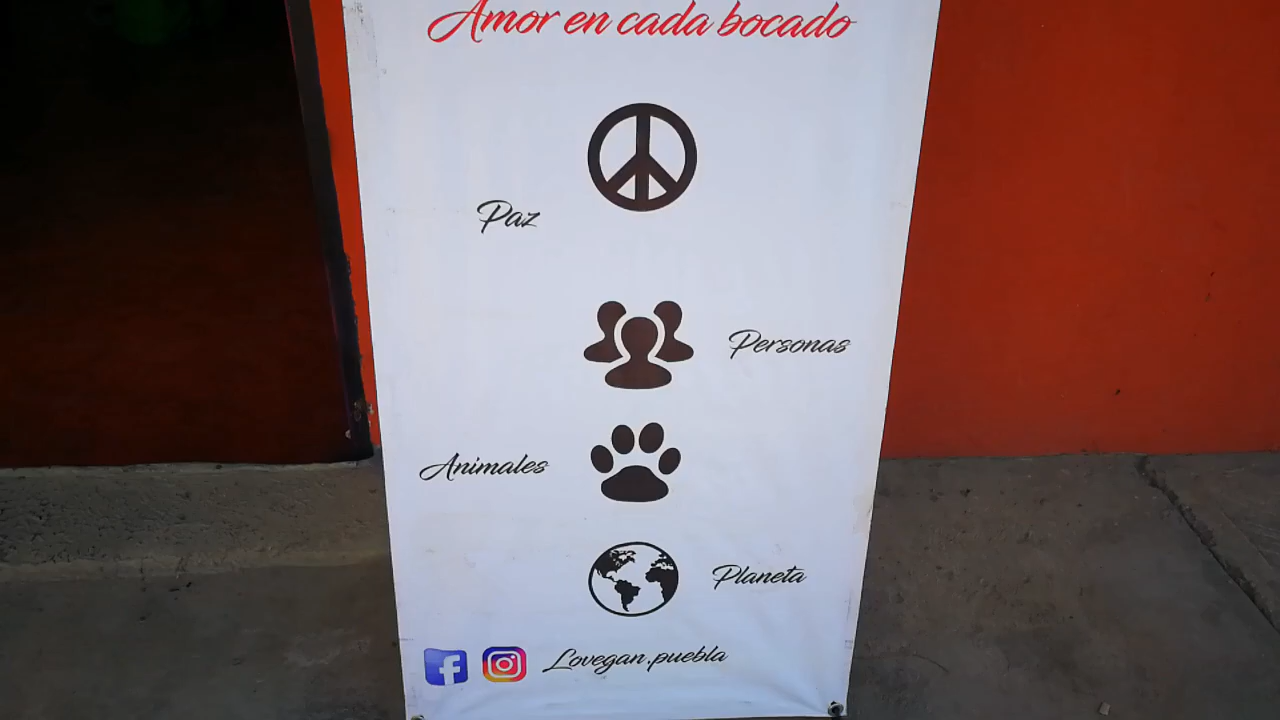 Amor en cada bocado
Paz
Personas
Animales
Planeta
Lovegan.puebla